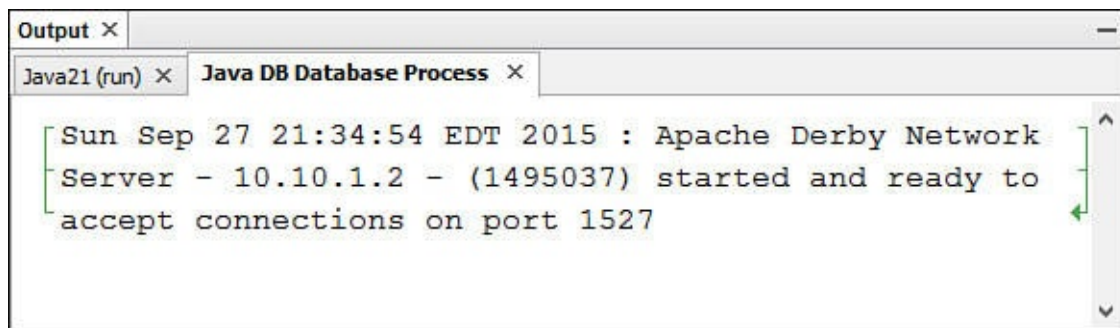 Output
Java21 (run) Java DB Database Process
Sun Sep 27 21:34:54 EDT 2015 : Apache Derby Network
Server - 10.10.1.2 - (1495037) started and ready to
accept connections on port 1527